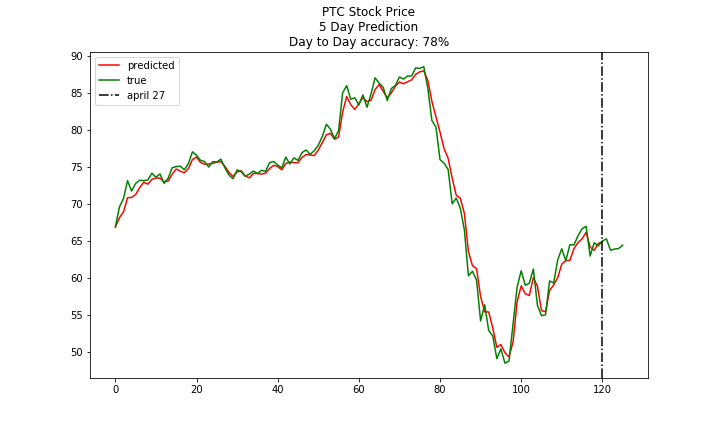 PTC Stock Price
5 Day Prediction
Day to Day accuracy: 78%
predicted
true
april 27
90
85
80
75
70
65
60
55
50
0
20
40
60
80
100
120